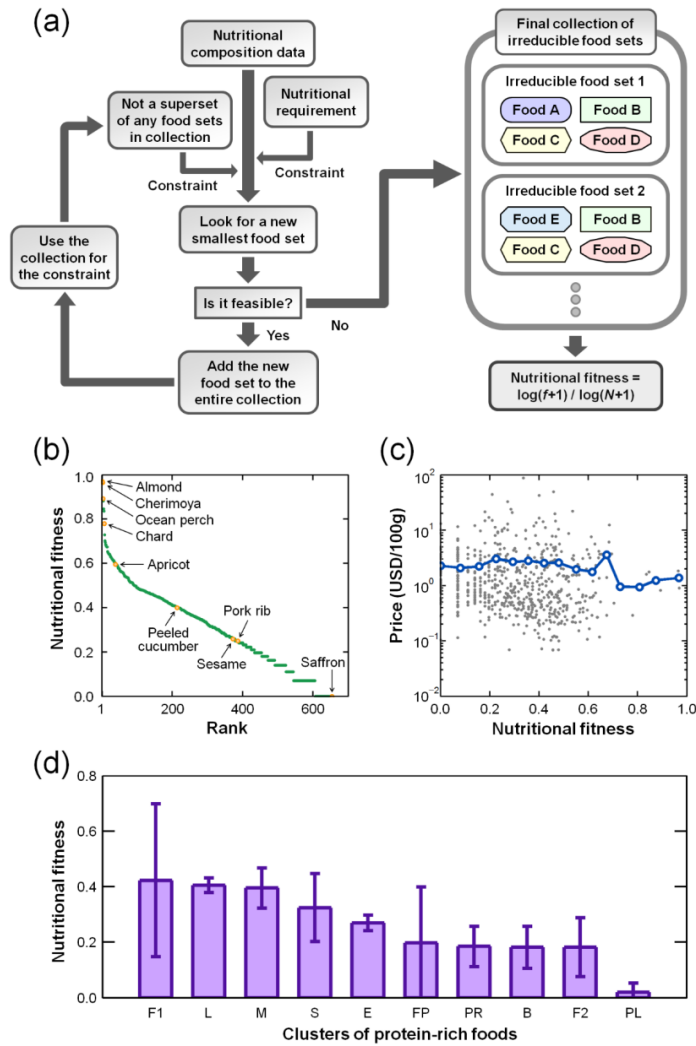 (a)
Nutritional
composition data
Not a superset
of any food sets
in collection
Nutritional
requirement
Constraint
Constraint
Look for a new
smallest food set
Use the
collection for
the constraint
Is it feasible?
Yes
No
Add the new
food set to the
entire collection
Final collection of
irreducible food sets
Irreducible food set 1
Food A
Food B
Food C
Food D
Irreducible food set 2
Food E
Food B
Food C
Food D
Nutritional fitness =
log(f+1) / log(N+1)
(b)
Nutritional fitness
1.0
0.8
0.6
0.4
0.2
0.0
Almond
Cherimoya
Ocean perch
Chard
Apricot
Peeled
cucumber
Pork rib
Sesame
Saffron
1
200
400
600
Rank
(c)
Price (USD/100g)
10²
10¹
10⁰
10⁻¹
10⁻²
0.0
0.2
0.4
0.6
0.8
1.0
Nutritional fitness
(d)
Nutritional fitness
0.8
0.6
0.4
0.2
0.0
F1
L
M
S
E
FP
PR
B
F2
PL
Clusters of protein-rich foods